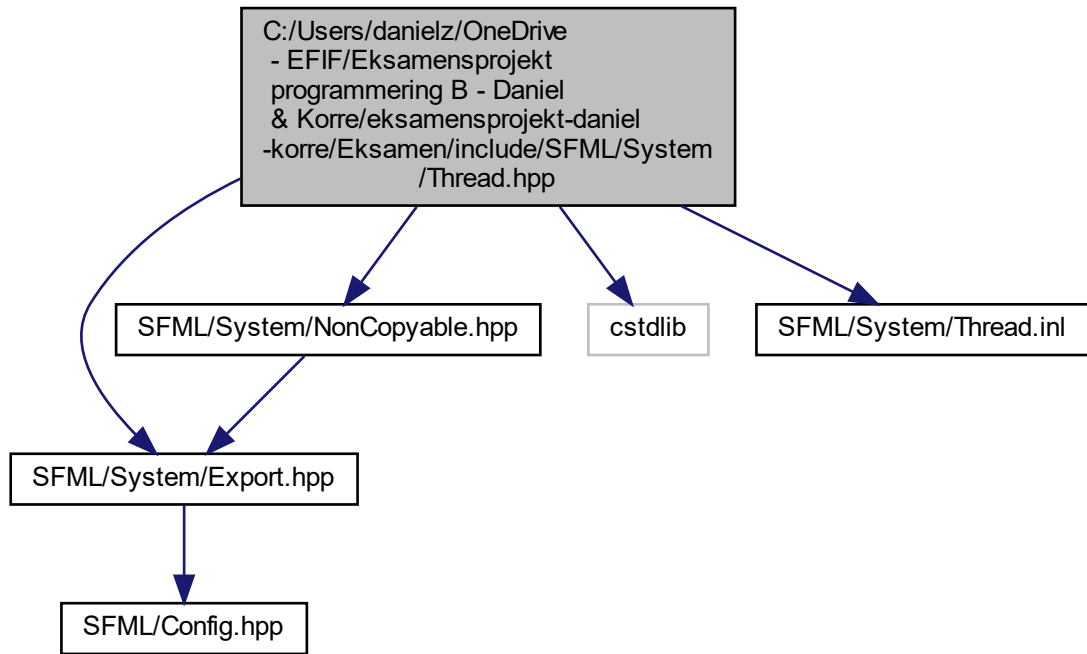 C:/Users/danielz/OneDrive
- EFIF/Eksamensprojekt
programmering B - Daniel
& Korre/eksamensprojekt-daniel
-korre/Eksamen/include/SFML/System
/Thread.hpp
SFML/System/NonCopyable.hpp
cstdlib
SFML/System/Thread.inl
SFML/System/Export.hpp
SFML/Config.hpp